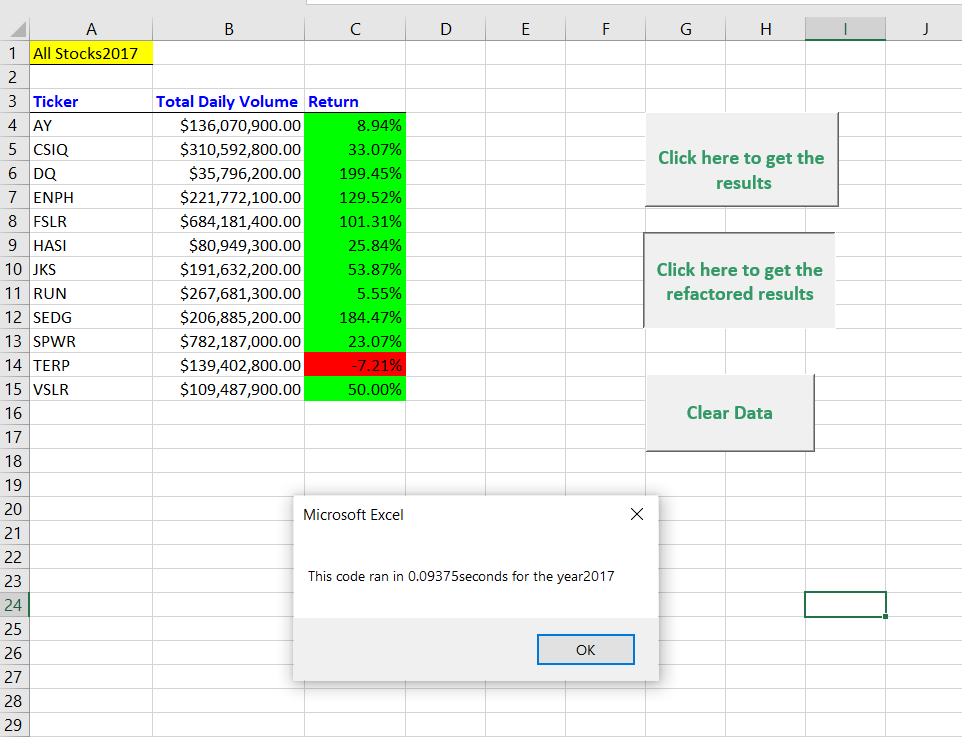 A B C D E F G H I J
1 All Stocks2017
2
3 Ticker Total Daily Volume Return
4 AY $136,070,900.00 8.94%
5 CSIQ $310,592,800.00 33.07%
6 DQ $35,796,200.00 199.45%
7 ENPH $221,772,100.00 129.52%
8 FSLR $684,181,400.00 101.31%
9 HASI $80,949,300.00 25.84%
10 JKS $191,632,200.00 53.87%
11 RUN $267,681,300.00 5.55%
12 SEDG $206,885,200.00 184.47%
13 SPWR $782,187,000.00 23.07%
14 TERP $139,402,800.00 -7.21%
15 VSLR $109,487,900.00 50.00%
16
17
18
19
20
21
22
23
24
25
26
27
28
29
Click here to get the
results
Click here to get the
refactored results
Clear Data
Microsoft Excel
This code ran in 0.09375seconds for the year2017
OK